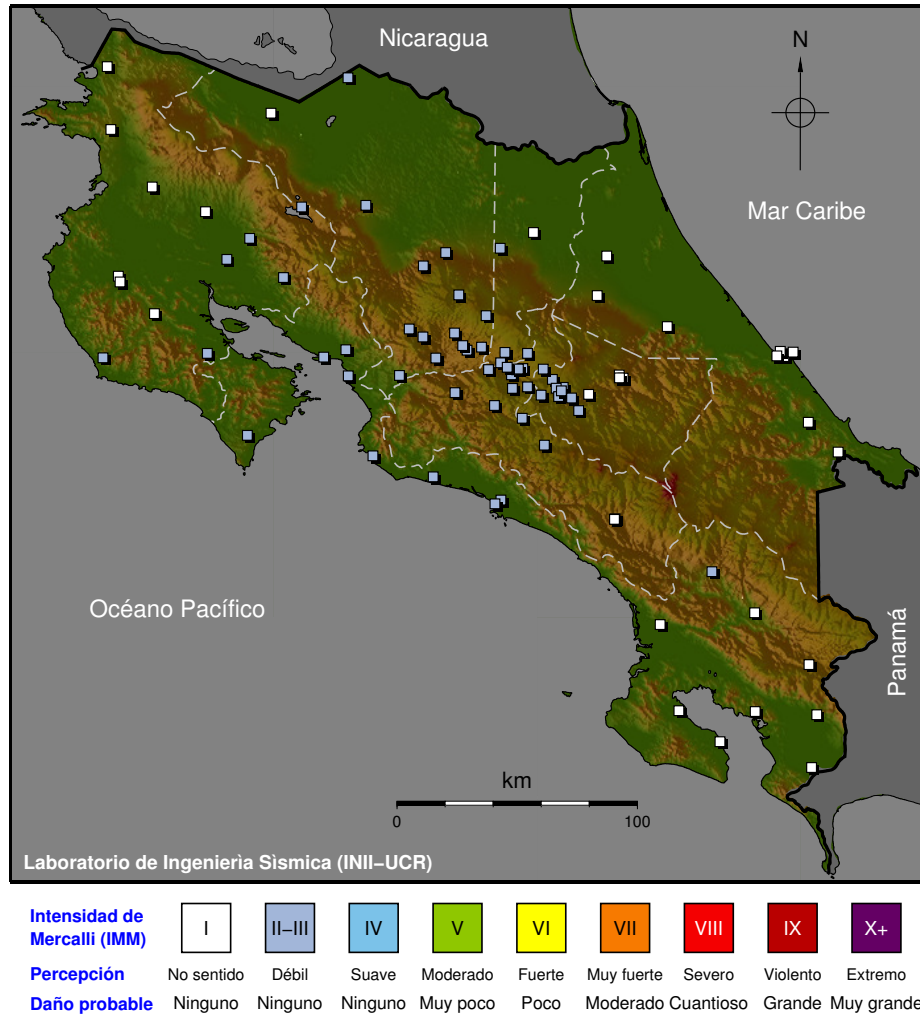 Nicaragua
N
Mar Caribe
Océano Pacífico
Panamá
km
0 100
Laboratorio de Ingenierìa Sìsmica (INII–UCR)
Intensidad de
Mercalli (IMM)
I II–III IV V VI VII VIII IX X+
Percepción No sentido Débil Suave Moderado Fuerte Muy fuerte Severo Violento Extremo
Daño probable Ninguno Ninguno Ninguno Muy poco Poco Moderado Cuantioso Grande Muy grande